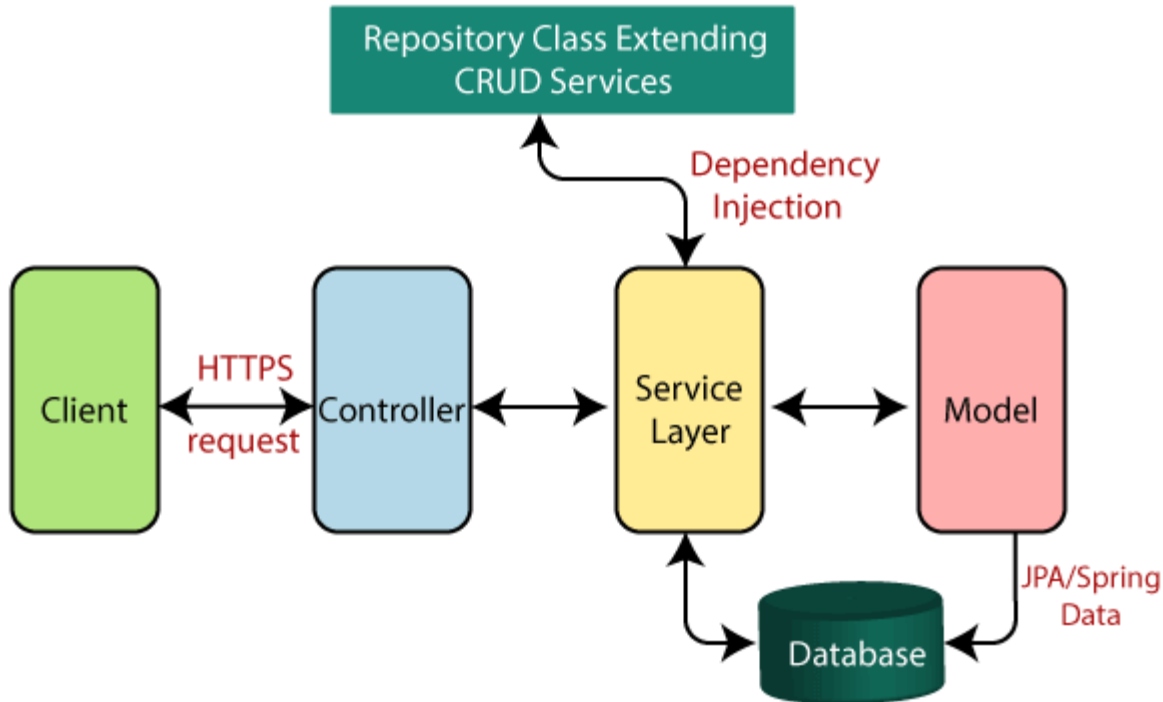 Repository Class Extending
CRUD Services
Dependency
Injection
Client
HTTPS
request
Controller
Service
Layer
Model
JPA/Spring
Data
Database